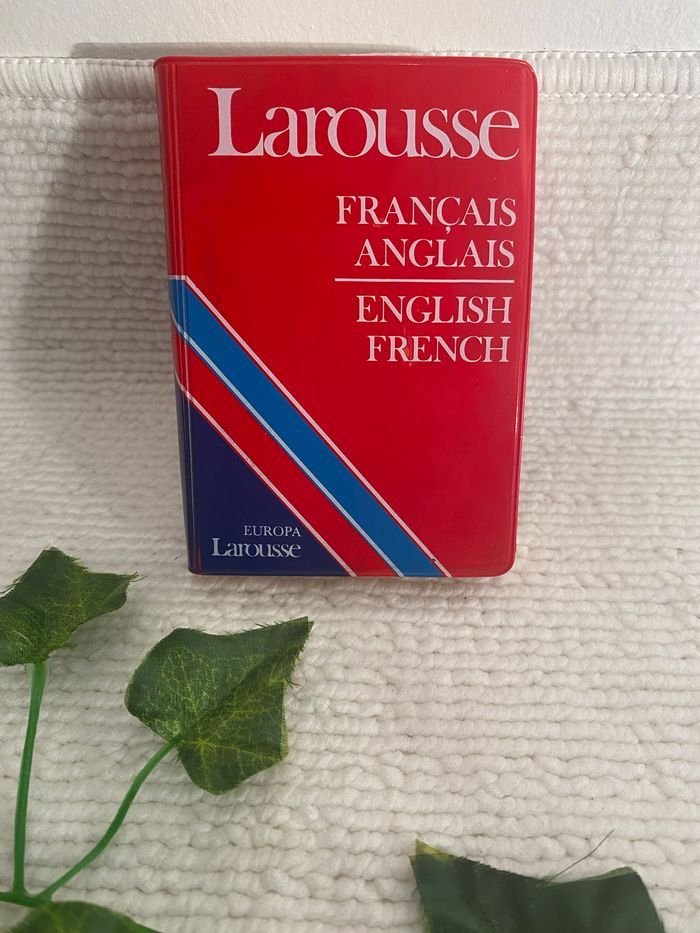 Larousse
FRANÇAIS
ANGLAIS
ENGLISH
FRENCH
EUROPA
Larousse